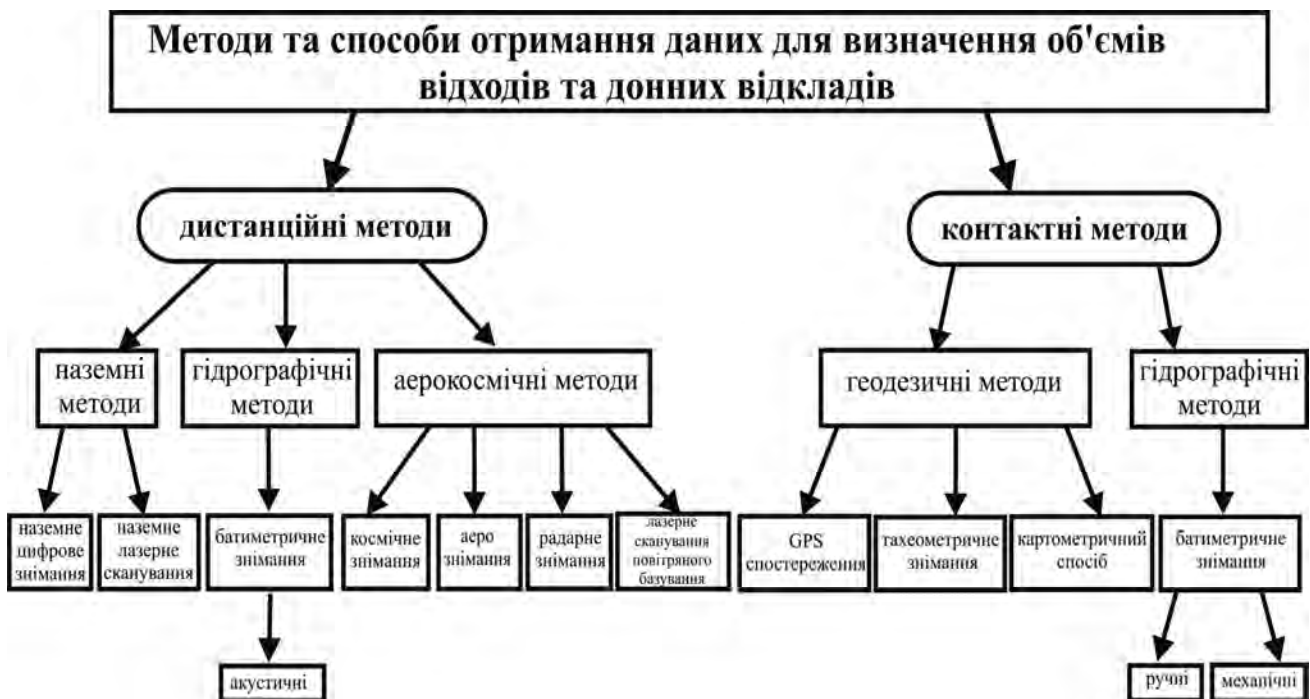 Методи та способи отримання даних для визначення об'ємів
відходів та донних відкладів
дистанційні методи
контактні методи
наземні
методи
гідрографічні
методи
аерокосмічні методи
геодезичні методи
гідрографічні
методи
наземне
цифрове
знімання
наземне
лазерне
сканування
батиметричне
знімання
космічне
знімання
аеро
знімання
радарне
знімання
лазерне
сканування
повітряного
базування
GPS
спостереження
тахеометричне
знімання
картометричний
спосіб
батиметричне
знімання
акустичні
ручні
механічні